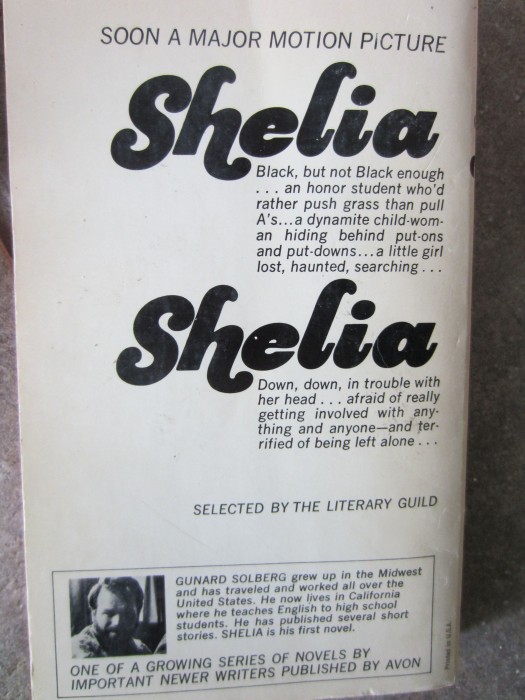 SOON A MAJOR MOTION PICTURE
Shelia
Black, but not Black enough
. . . an honor student who'd
rather push grass than pull
A's...a dynamite child-wom-
an hiding behind put-ons
and put-downs...a little girl
lost, haunted, searching . . .
Shelia
Down, down, in trouble with
her head . . . afraid of really
getting involved with any-
thing and anyone—and ter-
rified of being left alone . . .
SELECTED BY THE LITERARY GUILD
GUNARD SOLBERG grew up in the Midwest
and has traveled and worked all over the
United States. He now lives in California
where he teaches English to high school
students. He has published several short
stories. SHELIA is his first novel.
ONE OF A GROWING SERIES OF NOVELS BY
IMPORTANT NEWER WRITERS PUBLISHED BY AVON
Printed in U.S.A.